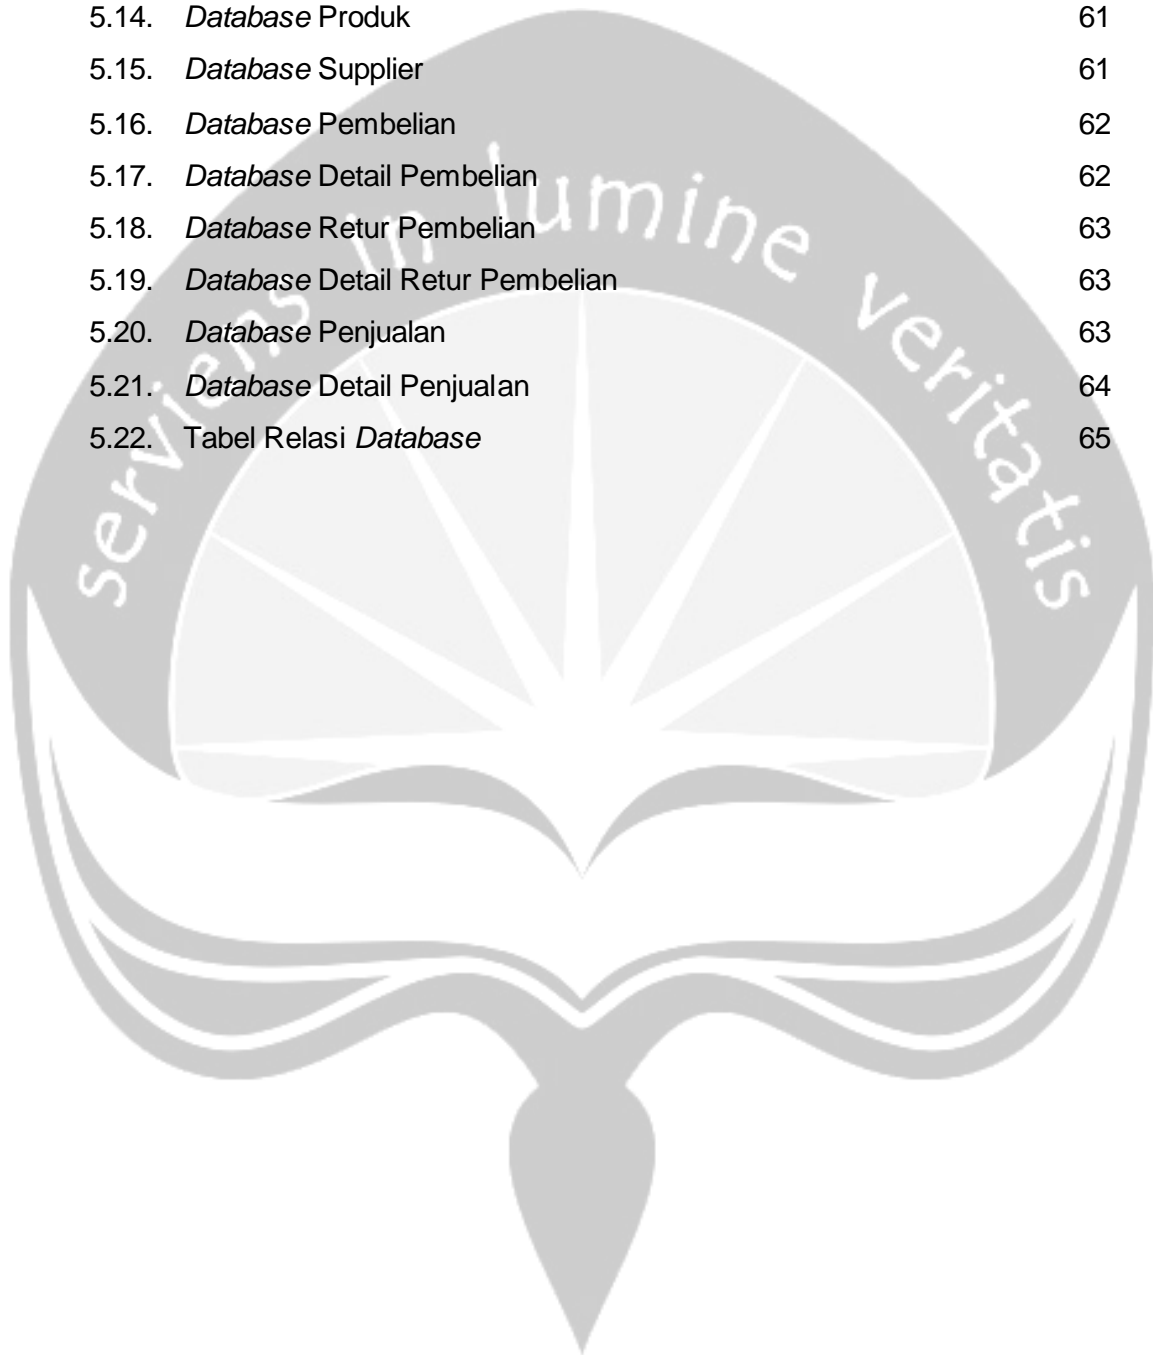 5.14. Database Produk 61
5.15. Database Supplier 61
5.16. Database Pembelian 62
5.17. Database Detail Pembelian 62
5.18. Database Retur Pembelian 63
5.19. Database Detail Retur Pembelian 63
5.20. Database Penjualan 63
5.21. Database Detail Penjualan 64
5.22. Tabel Relasi Database 65
serviens in lumine veritatis